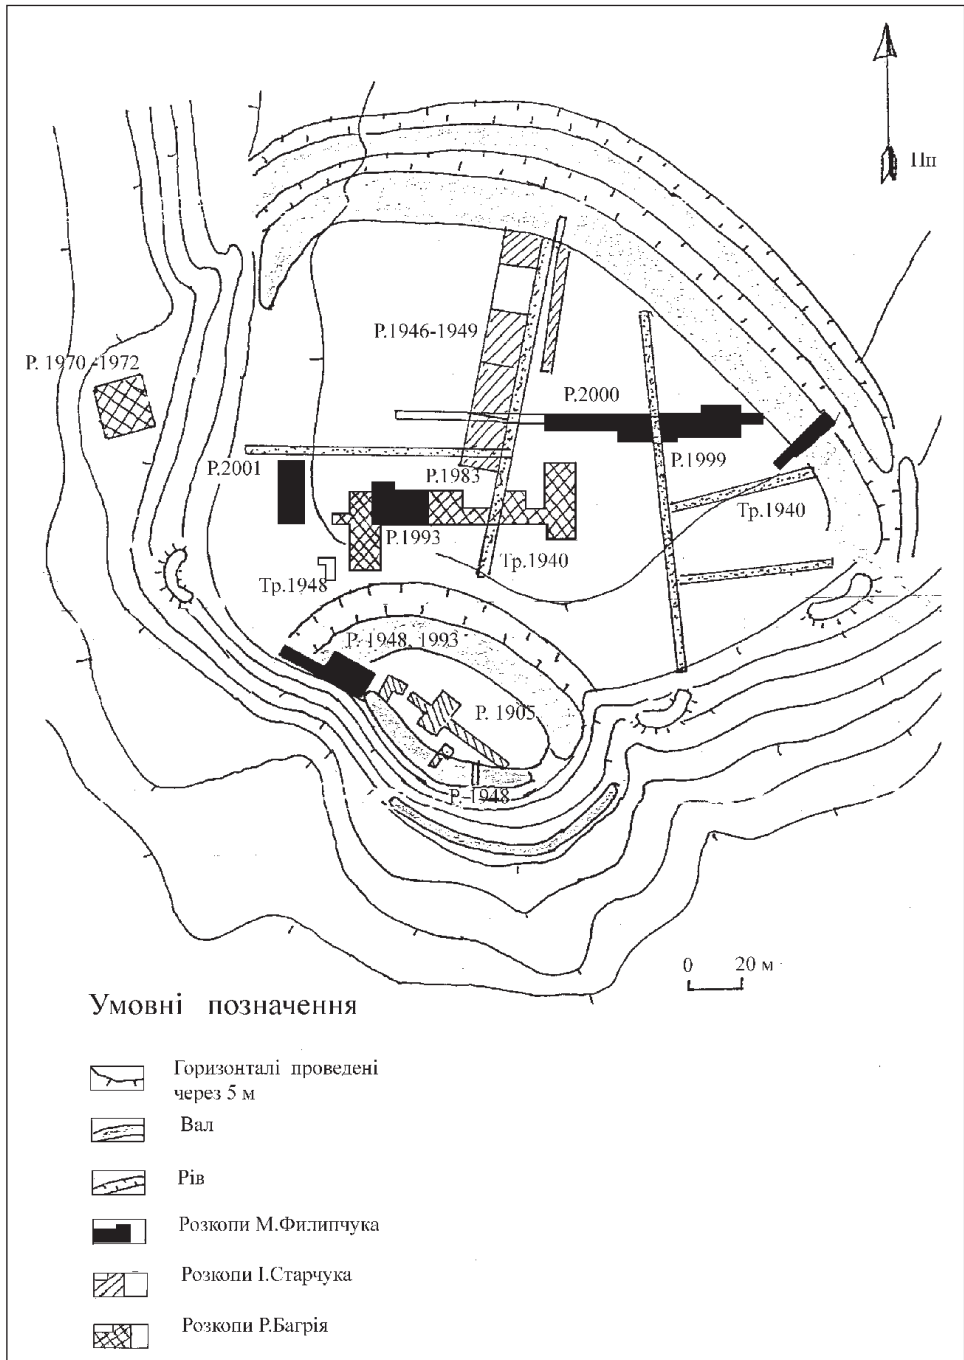 Пп
Р.1946-1949
Р. 1970 -1972
Р.2000
Р.2001
Р.1983
Р.1999
Тр.1940
Р.1993
Тр.1940
Тр.1948
Р. 1948, 1993
Р. 1905
Р. 1948
0 20 м
Умовні позначення
Горизонталі проведені
через 5 м
Вал
Рів
Розкопи М.Филипчука
Розкопи І.Старчука
Розкопи Р.Багрія